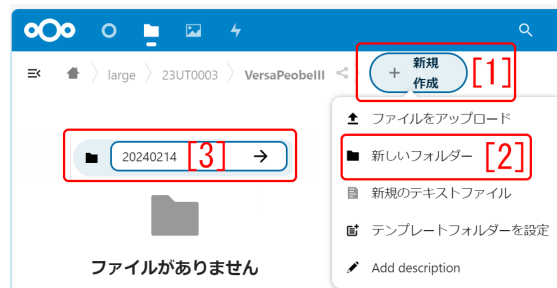 large 23UT0003 VersaPeobeIII
+ 新規作成 [1]
ファイルをアップロード
新しいフォルダー [2]
20240214 [3] →
新規のテキストファイル
テンプレートフォルダーを設定
ファイルがありません
Add description